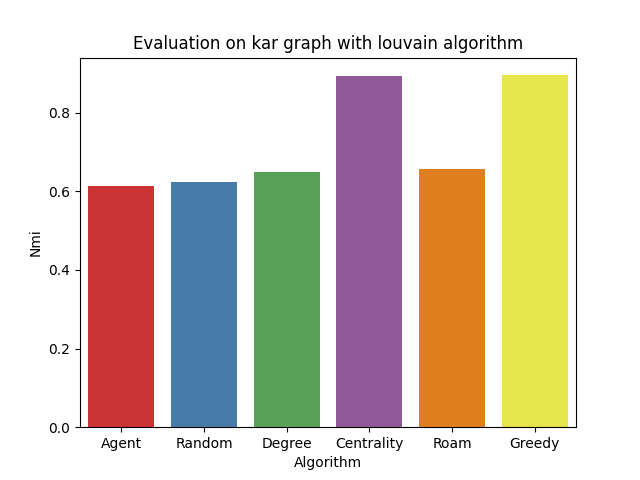 Evaluation on kar graph with louvain algorithm
Nmi
0.8
0.6
0.4
0.2
0.0
Agent Random Degree Centrality Roam Greedy
Algorithm